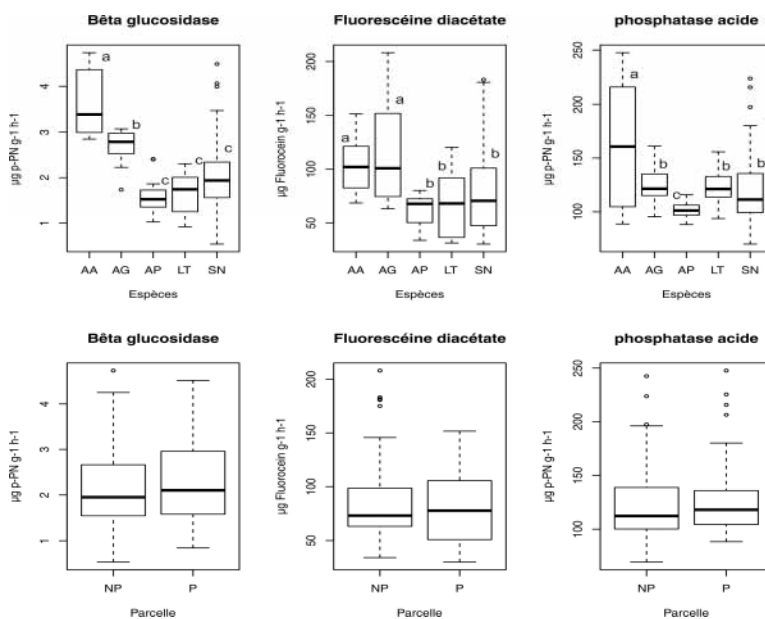 Bêta glucosidase
µg p-PN g-1 h-1
4
3
2
1
a
b
c
c
c
AA AG AP LT SN
Espèces
Fluorescéine diacétate
µg Fluorocein g-1 h-1
200
150
100
50
a
a
b
b
b
AA AG AP LT SN
Espèces
phosphatase acide
µg p-PN g-1 h-1
250
200
150
100
a
b
c
b
b
AA AG AP LT SN
Espèces
Bêta glucosidase
µg p-PN g-1 h-1
4
3
2
1
NP P
Parcelle
Fluorescéine diacétate
µg Fluorocein g-1 h-1
200
150
100
50
NP P
Parcelle
phosphatase acide
µg p-PN g-1 h-1
250
200
150
100
NP P
Parcelle